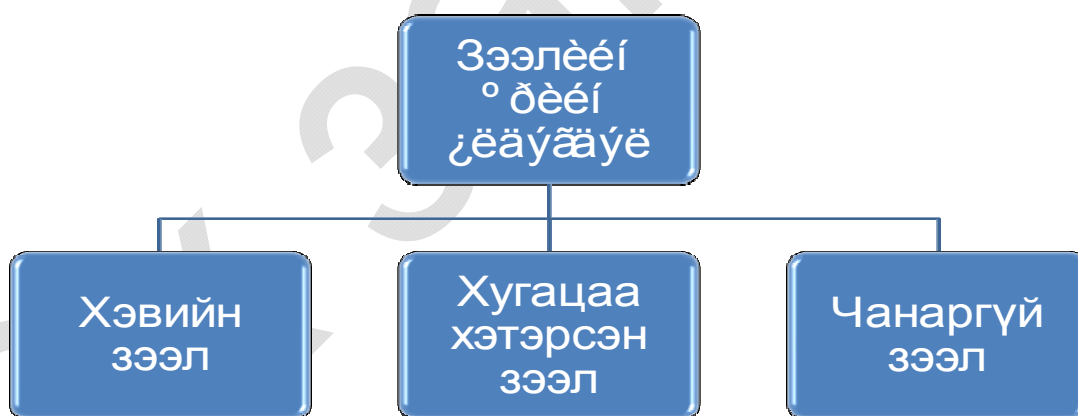 Зээлèéí
º ðèéí
¿ëäýãäýë
Хэвийн
зээл
Хугацаа
хэтэрсэн
зээл
Чанаргүй
зээл